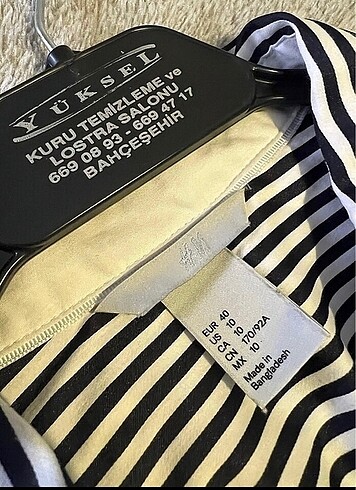 YÜKSEL
KURU TEMİZLEME ve
LOSTRA SALONU
669 08 93 - 669 47 17
BAHÇEŞEHİR
H&M
EUR 40
US 10
CA 10
CN 170/92A
MX 10
Made in
Bangladesh